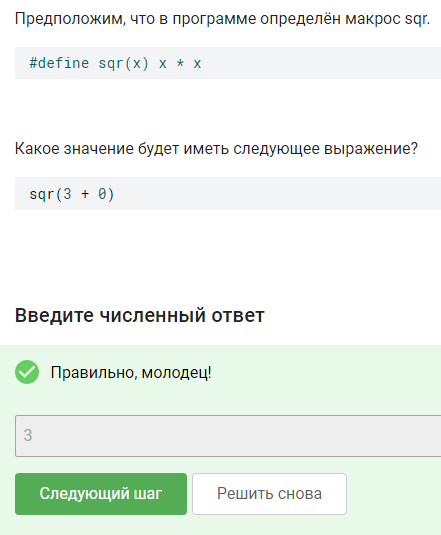 Предположим, что в программе определён макрос sqr.
#define sqr(x) x * x
Какое значение будет иметь следующее выражение?
sqr(3 + 0)
Введите численный ответ
Правильно, молодец!
3
Следующий шаг
Решить снова